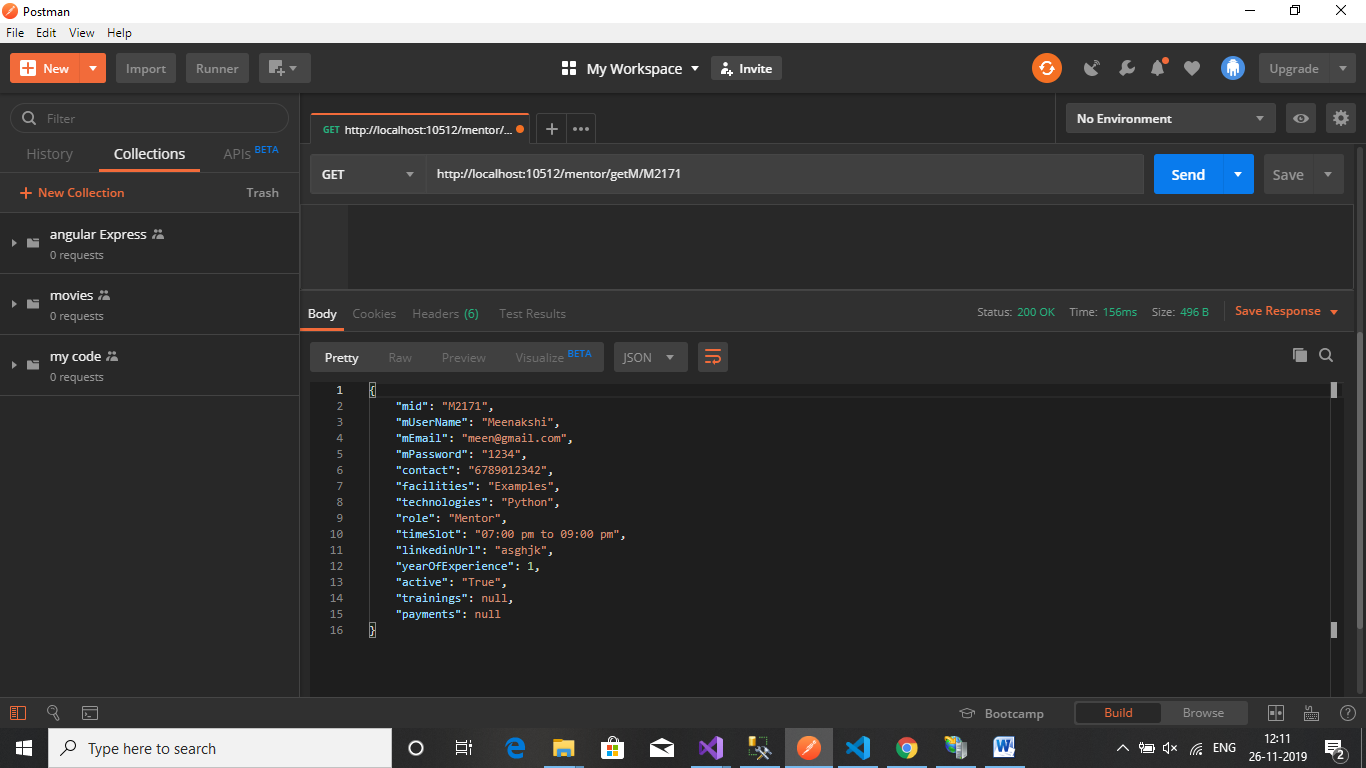 Postman
File Edit View Help
New Import Runner My Workspace Invite Upgrade
Filter
History Collections APIs BETA
New Collection Trash
angular Express
0 requests
movies
0 requests
my code
0 requests
GET http://localhost:10512/mentor/... No Environment
GET http://localhost:10512/mentor/getM/M2171 Send Save
Body Cookies Headers (6) Test Results Status: 200 OK Time: 156ms Size: 496 B Save Response
Pretty Raw Preview Visualize BETA JSON
1 {
2 "mid": "M2171",
3 "mUserName": "Meenakshi",
4 "mEmail": "meen@gmail.com",
5 "mPassword": "1234",
6 "contact": "6789012342",
7 "facilities": "Examples",
8 "technologies": "Python",
9 "role": "Mentor",
10 "timeSlot": "07:00 pm to 09:00 pm",
11 "linkedinUrl": "asghjk",
12 "yearOfExperience": 1,
13 "active": "True",
14 "trainings": null,
15 "payments": null
16 }
Bootcamp Build Browse
Type here to search ENG
12:11
26-11-2019
2